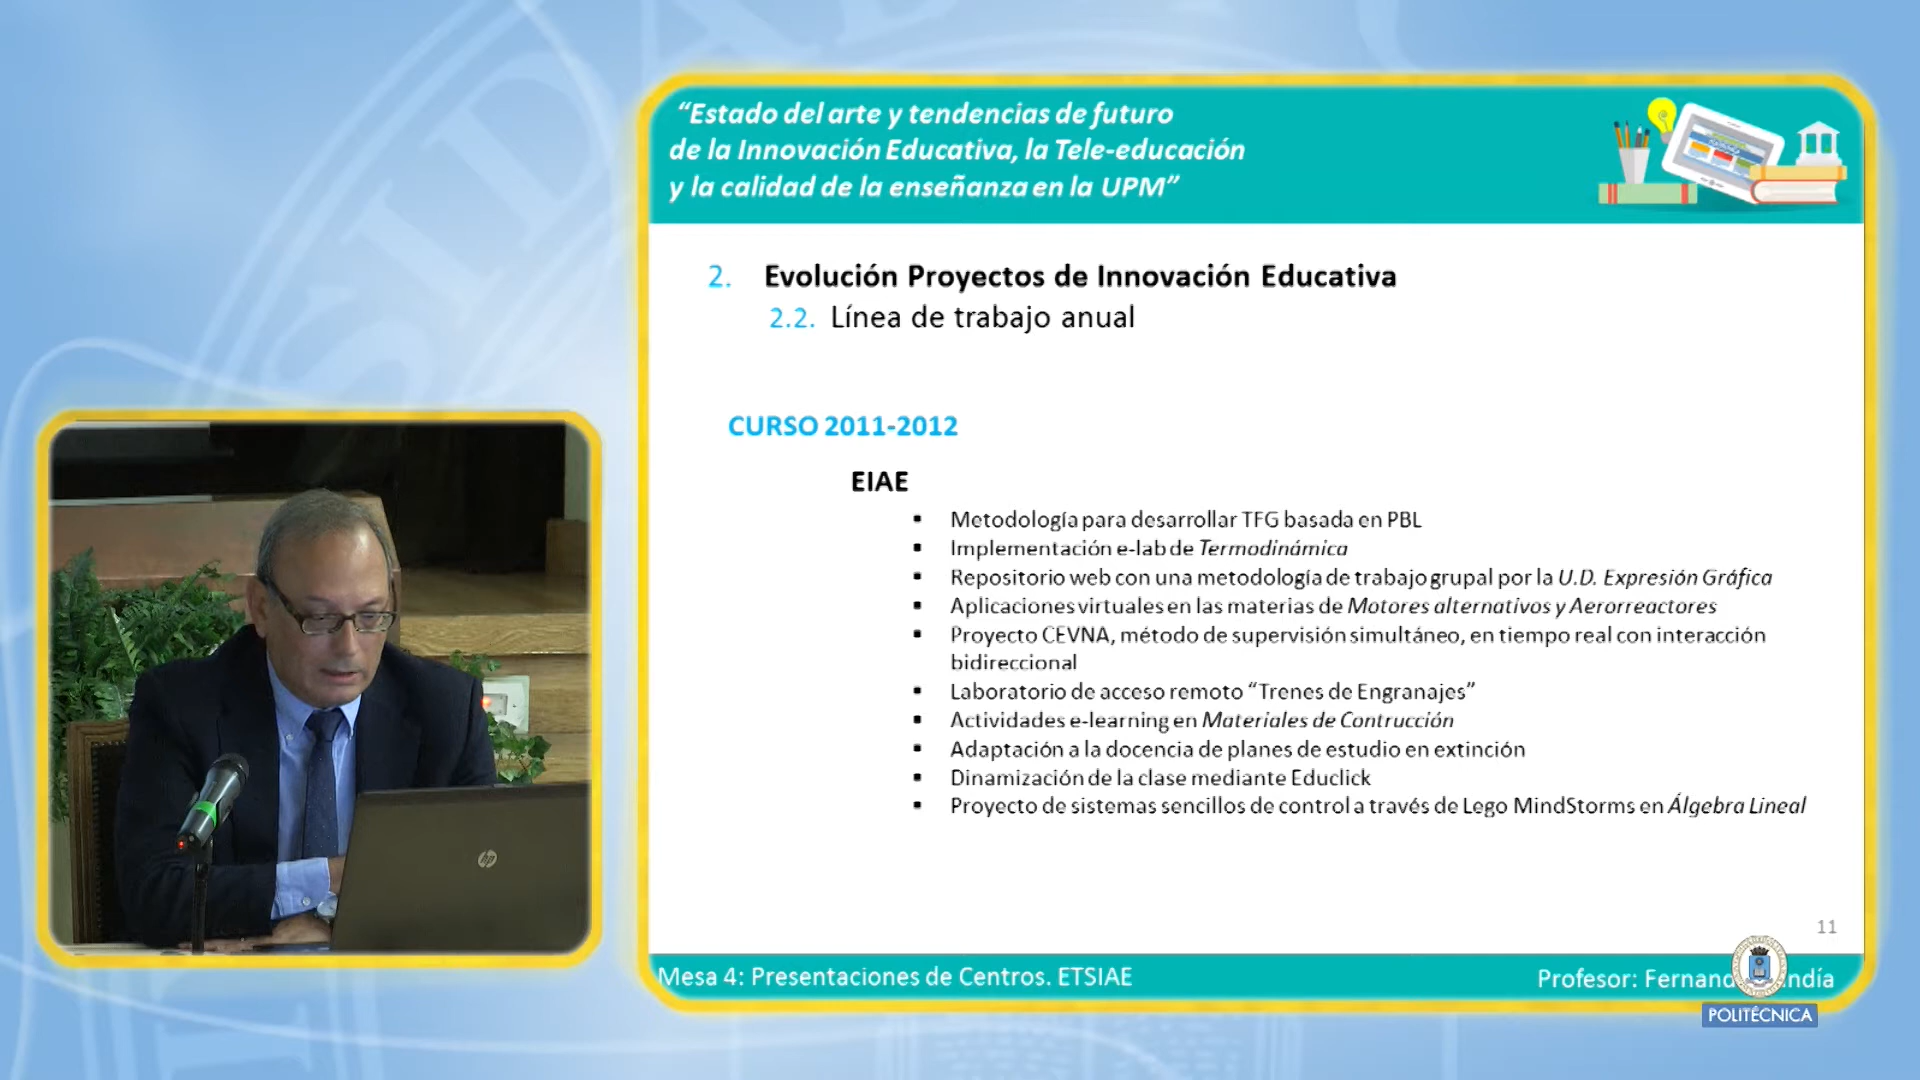 “Estado del arte y tendencias de futuro
de la Innovación Educativa, la Tele-educación
y la calidad de la enseñanza en la UPM”
2. Evolución Proyectos de Innovación Educativa
2.2. Línea de trabajo anual
CURSO 2011-2012
EIAE
▪ Metodología para desarrollar TFG basada en PBL
▪ Implementación e-lab de Termodinámica
▪ Repositorio web con una metodología de trabajo grupal por la U.D. Expresión Gráfica
▪ Aplicaciones virtuales en las materias de Motores alternativos y Aerorreactores
▪ Proyecto CEVNA, método de supervisión simultáneo, en tiempo real con interacción
bidireccional
▪ Laboratorio de acceso remoto “Trenes de Engranajes”
▪ Actividades e-learning en Materiales de Contrucción
▪ Adaptación a la docencia de planes de estudio en extinción
▪ Dinamización de la clase mediante Educlick
▪ Proyecto de sistemas sencillos de control a través de Lego MindStorms en Álgebra Lineal
11
Mesa 4: Presentaciones de Centros. ETSIAE
Profesor:
POLITÉCNICA
hp